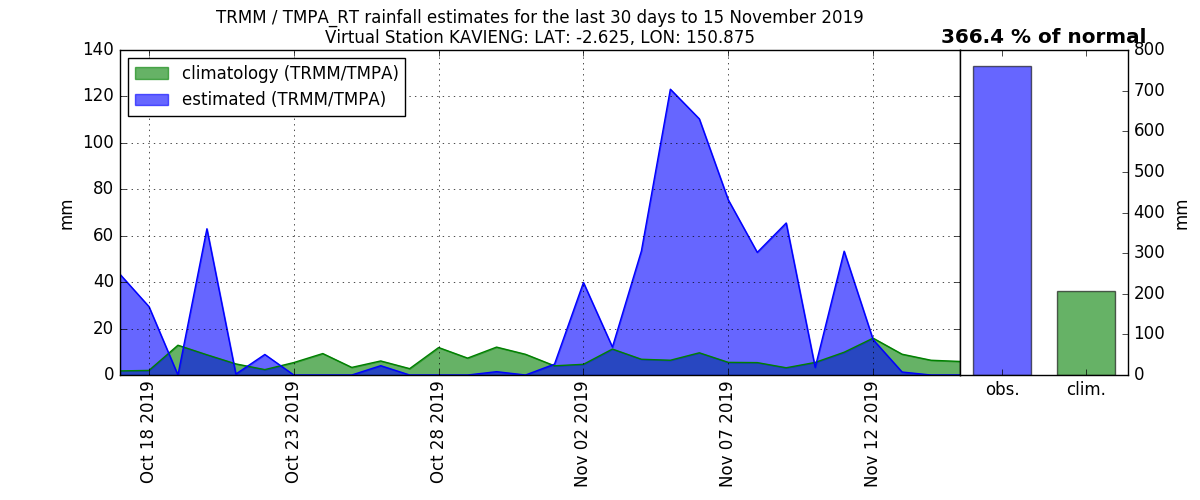 TRMM / TMPA_RT rainfall estimates for the last 30 days to 15 November 2019
Virtual Station KAVIENG: LAT: -2.625, LON: 150.875
366.4 % of normal
climatology (TRMM/TMPA)
estimated (TRMM/TMPA)
140
120
100
80
60
40
20
0
mm
Oct 18 2019
Oct 23 2019
Oct 28 2019
Nov 02 2019
Nov 07 2019
Nov 12 2019
obs.
clim.
800
700
600
500
400
300
200
100
0
mm